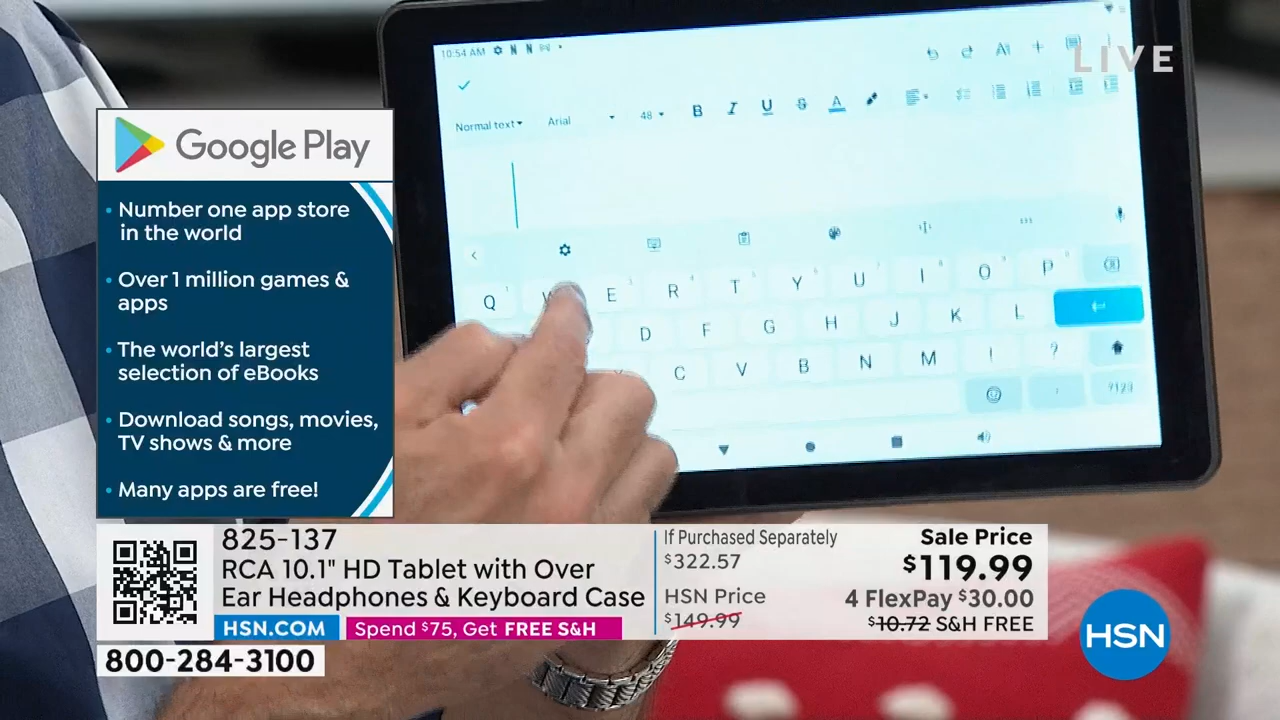 LIVE
10:54 AM
Normal text
Arial
48
B I U S A
Google Play
• Number one app store
in the world
• Over 1 million games &
apps
• The world's largest
selection of eBooks
• Download songs, movies,
TV shows & more
• Many apps are free!
Q E R T Y U I O P
D F G H J K L
C V B N M ! ?
@ ?123
825-137
RCA 10.1" HD Tablet with Over
Ear Headphones & Keyboard Case
HSN.COM
Spend $75, Get FREE S&H
800-284-3100
If Purchased Separately
$322.57
HSN Price
$149.99
Sale Price
$119.99
4 FlexPay $30.00
$10.72 S&H FREE
HSN